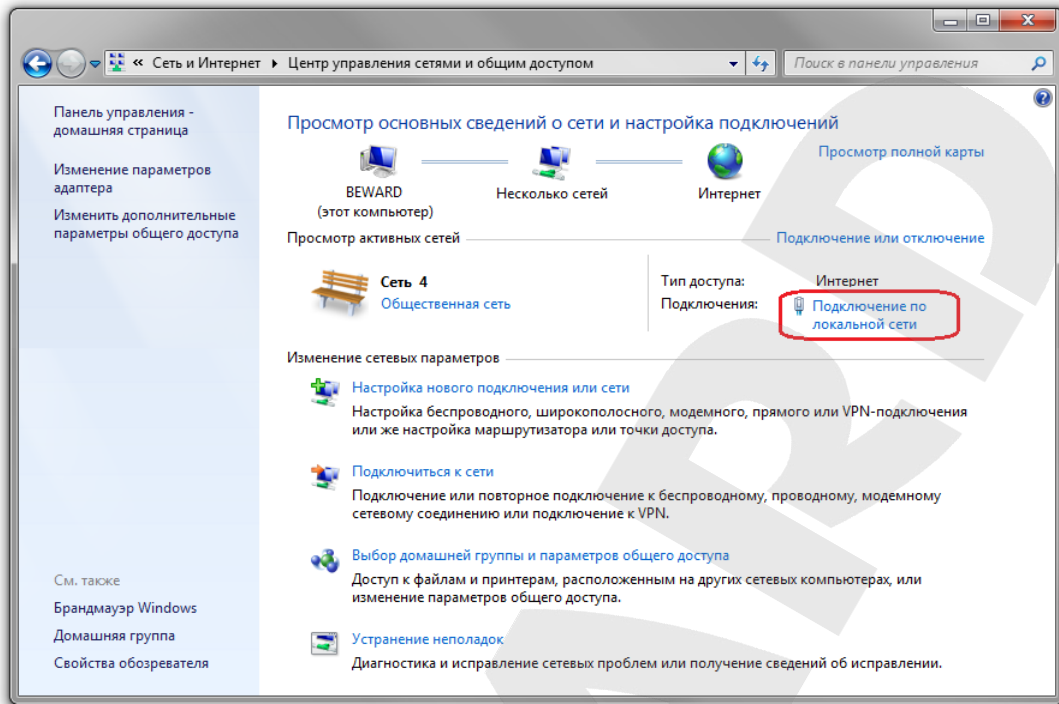 « Сеть и Интернет ▸ Центр управления сетями и общим доступом
Поиск в панели управления
Панель управления -
домашняя страница
Изменение параметров
адаптера
Изменить дополнительные
параметры общего доступа
См. также
Брандмауэр Windows
Домашняя группа
Свойства обозревателя
Просмотр основных сведений о сети и настройка подключений
Просмотр полной карты
BEWARD
(этот компьютер)
Несколько сетей
Интернет
Просмотр активных сетей
Подключение или отключение
Сеть 4
Общественная сеть
Тип доступа: Интернет
Подключения: Подключение по
локальной сети
Изменение сетевых параметров
Настройка нового подключения или сети
Настройка беспроводного, широкополосного, модемного, прямого или VPN-подключения
или же настройка маршрутизатора или точки доступа.
Подключиться к сети
Подключение или повторное подключение к беспроводному, проводному, модемному
сетевому соединению или подключение к VPN.
Выбор домашней группы и параметров общего доступа
Доступ к файлам и принтерам, расположенным на других сетевых компьютерах, или
изменение параметров общего доступа.
Устранение неполадок
Диагностика и исправление сетевых проблем или получение сведений об исправлении.
ARD